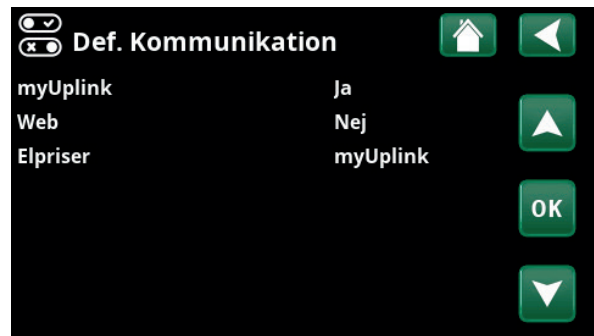 Def. Kommunikation
myUplink Ja
Web Nej
Elpriser myUplink
OK